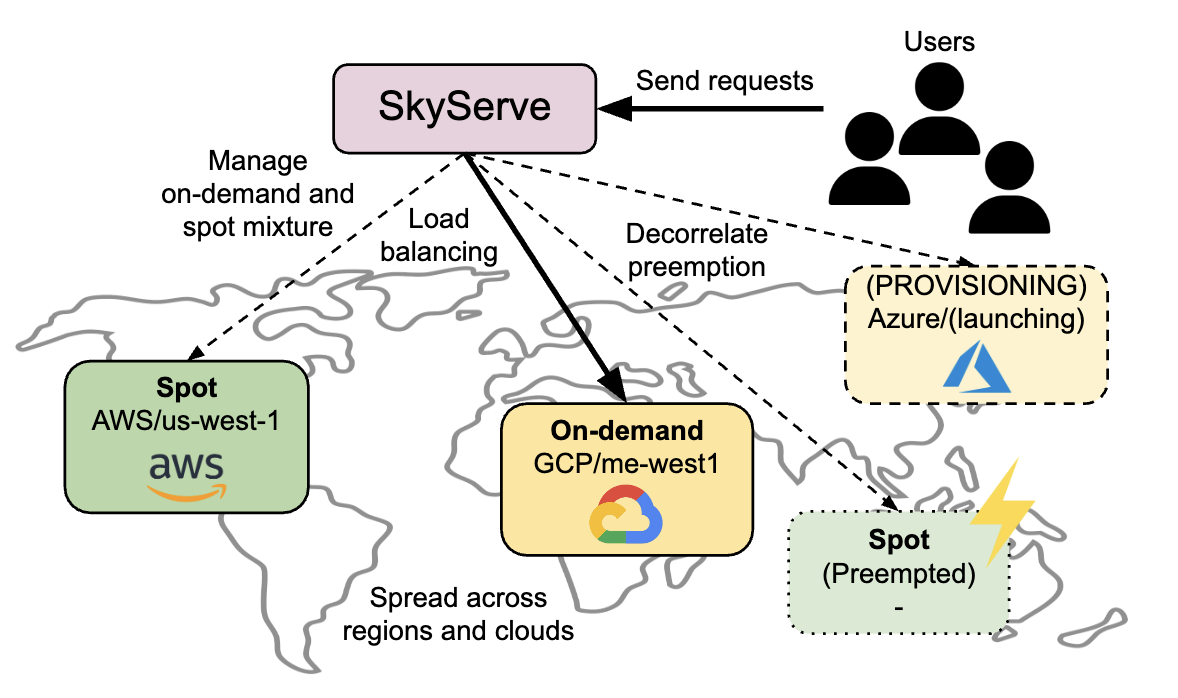 Users
Send requests
SkyServe
Manage
on-demand and
spot mixture
Load
balancing
Decorrelate
preemption
(PROVISIONING)
Azure/(launching)
Spot
AWS/us-west-1
aws
On-demand
GCP/me-west1
Spot
(Preempted)
-
Spread across
regions and clouds